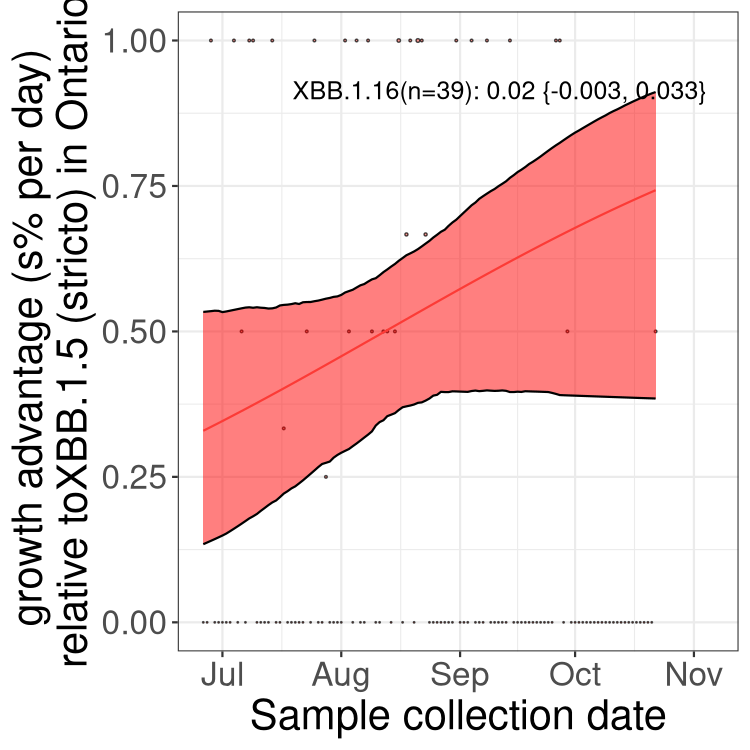 growth advantage (s% per day)
relative toXBB.1.5 (stricto) in Ontario
1.00
0.75
0.50
0.25
0.00
XBB.1.16(n=39): 0.02 {-0.003, 0.033}
Jul Aug Sep Oct Nov
Sample collection date